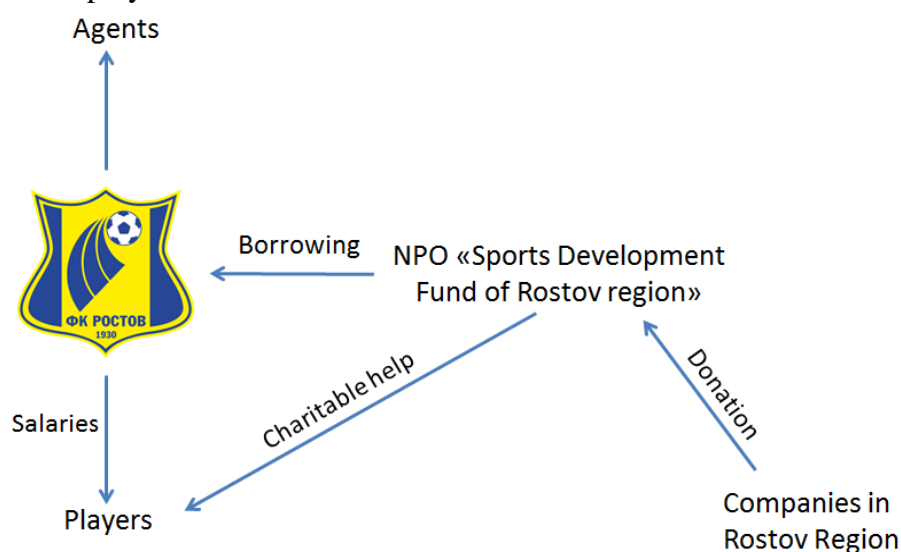 Agents
Borrowing
NPO «Sports Development
Fund of Rostov region»
ФК РОСТОВ
1930
Charitable help
Donation
Salaries
Players
Companies in
Rostov Region